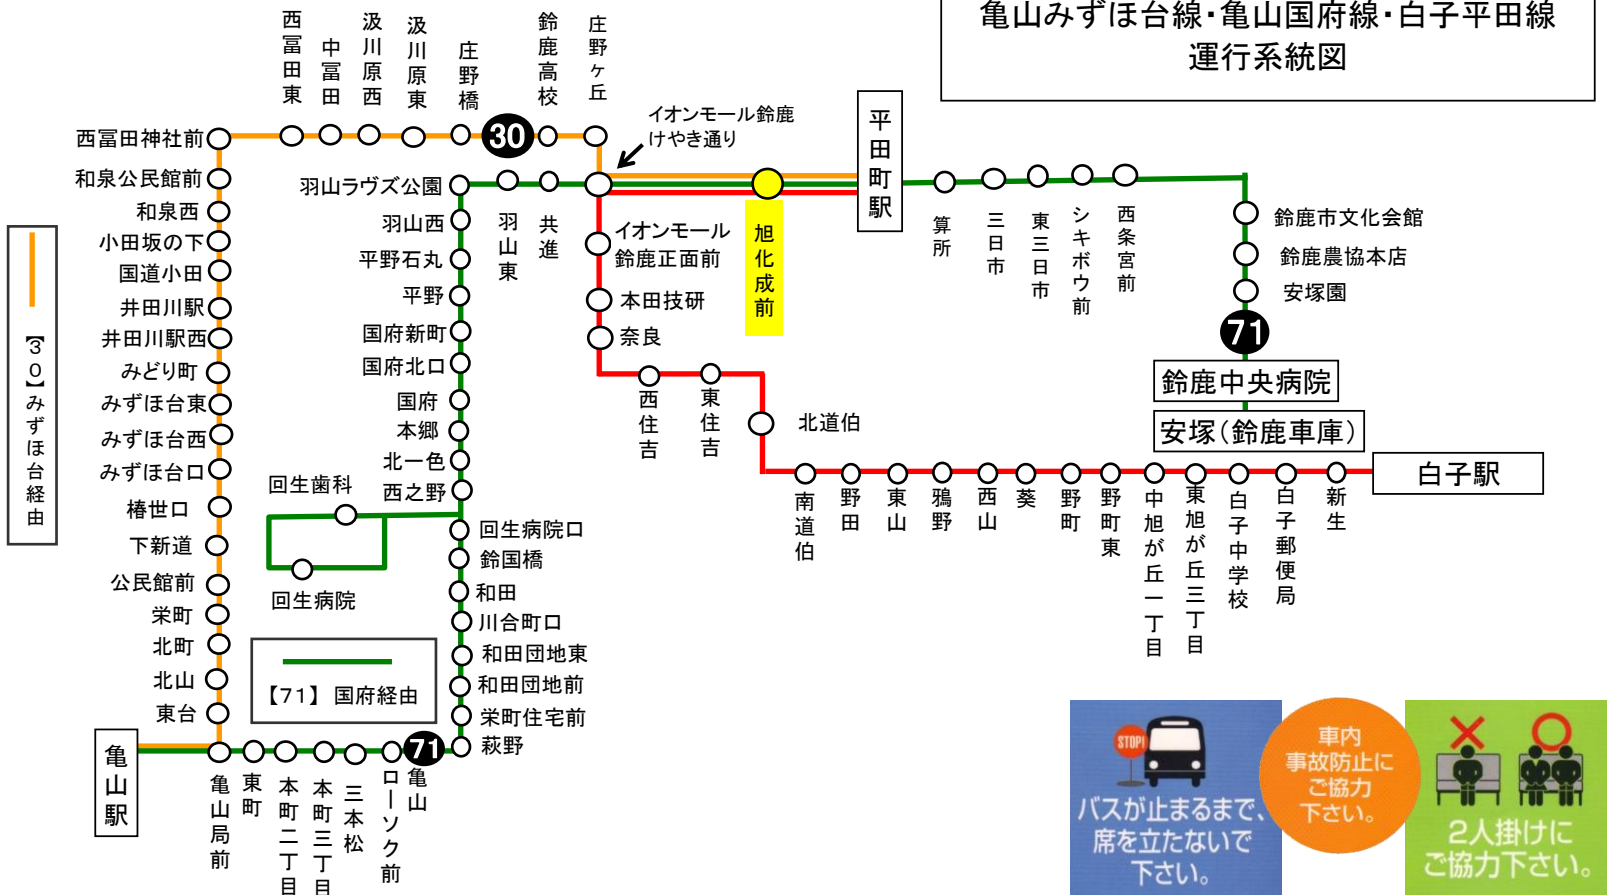 亀山みずほ台線・亀山国府線・白子平田線
運行系統図
西冨田東
中冨田
汲川原西
汲川原東
庄野橋
30
鈴鹿高校
庄野ヶ丘
イオンモール鈴鹿
けやき通り
平田町駅
西冨田神社前
和泉公民館前
和泉西
小田坂の下
国道小田
井田川駅
井田川駅西
みどり町
みずほ台東
みずほ台西
みずほ台口
椿世口
下新道
公民館前
栄町
北町
北山
東台
【30】みずほ台経由
羽山ラヴズ公園
羽山東
共進
羽山西
平野石丸
平野
国府新町
国府北口
国府
本郷
北一色
西之野
回生歯科
回生病院
回生病院口
鈴国橋
和田
川合町口
和田団地東
和田団地前
栄町住宅前
萩野
【71】 国府経由
亀山駅
亀山局前
東町
本町二丁目
本町三丁目
三本松
ローソク前
亀山
71
旭化成前
イオンモール
鈴鹿正面前
本田技研
奈良
西住吉
東住吉
北道伯
南道伯
野田
東山
鴉野
西山
葵
野町
野町東
中旭が丘一丁目
東旭が丘三丁目
白子中学校
白子郵便局
新生
白子駅
算所
三日市
東三日市
シキボウ前
西条宮前
鈴鹿市文化会館
鈴鹿農協本店
安塚園
71
鈴鹿中央病院
安塚(鈴鹿車庫)
STOP!
バスが止まるまで、
席を立たないで
下さい。
車内
事故防止に
ご協力
下さい。
2人掛けに
ご協力下さい。